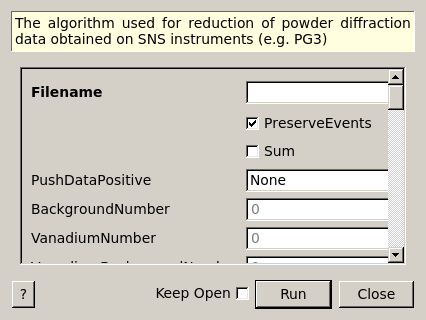 The algorithm used for reduction of powder diffraction
data obtained on SNS instruments (e.g. PG3)
Filename
PreserveEvents
Sum
PushDataPositive None
BackgroundNumber 0
VanadiumNumber 0
? Keep Open Run Close